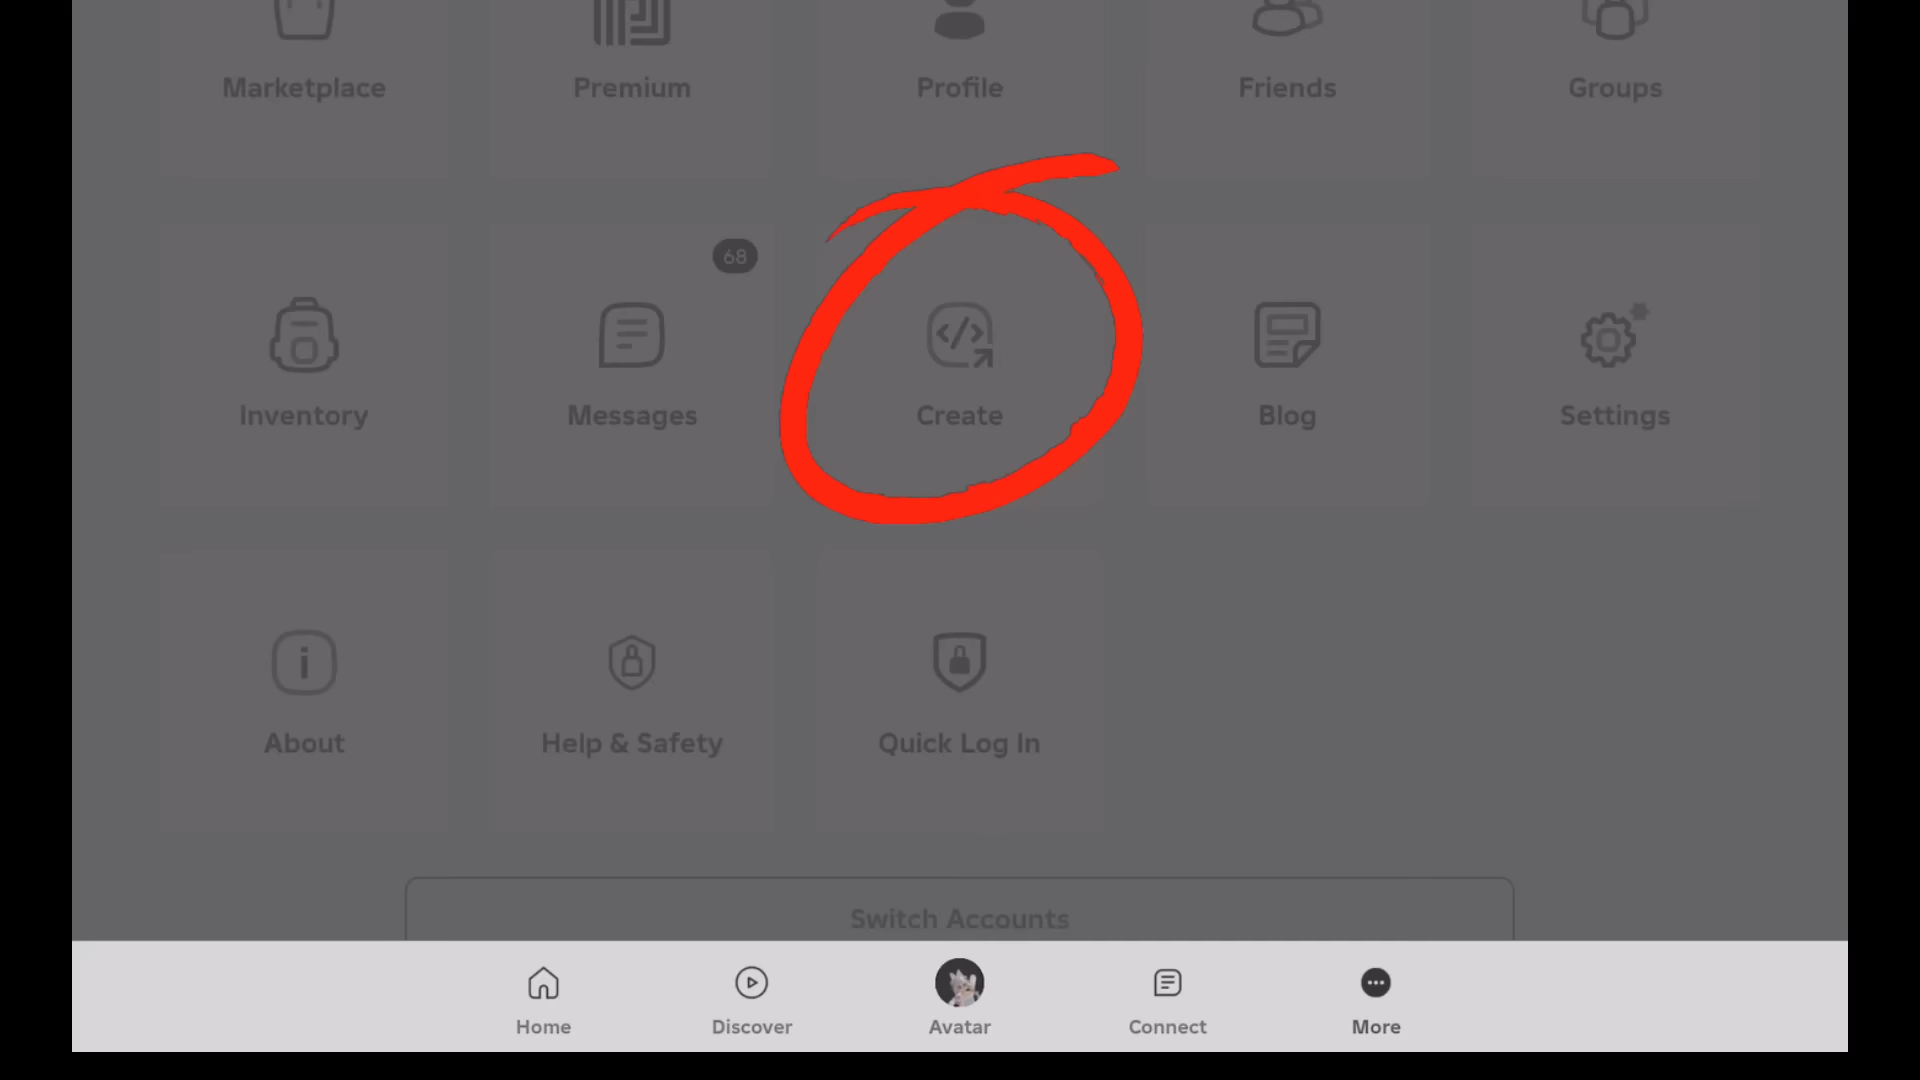 Marketplace
Premium
Profile
Friends
Groups
68
Inventory
Messages
Create
Blog
Settings
About
Help & Safety
Quick Log In
Switch Accounts
Home
Discover
Avatar
Connect
More